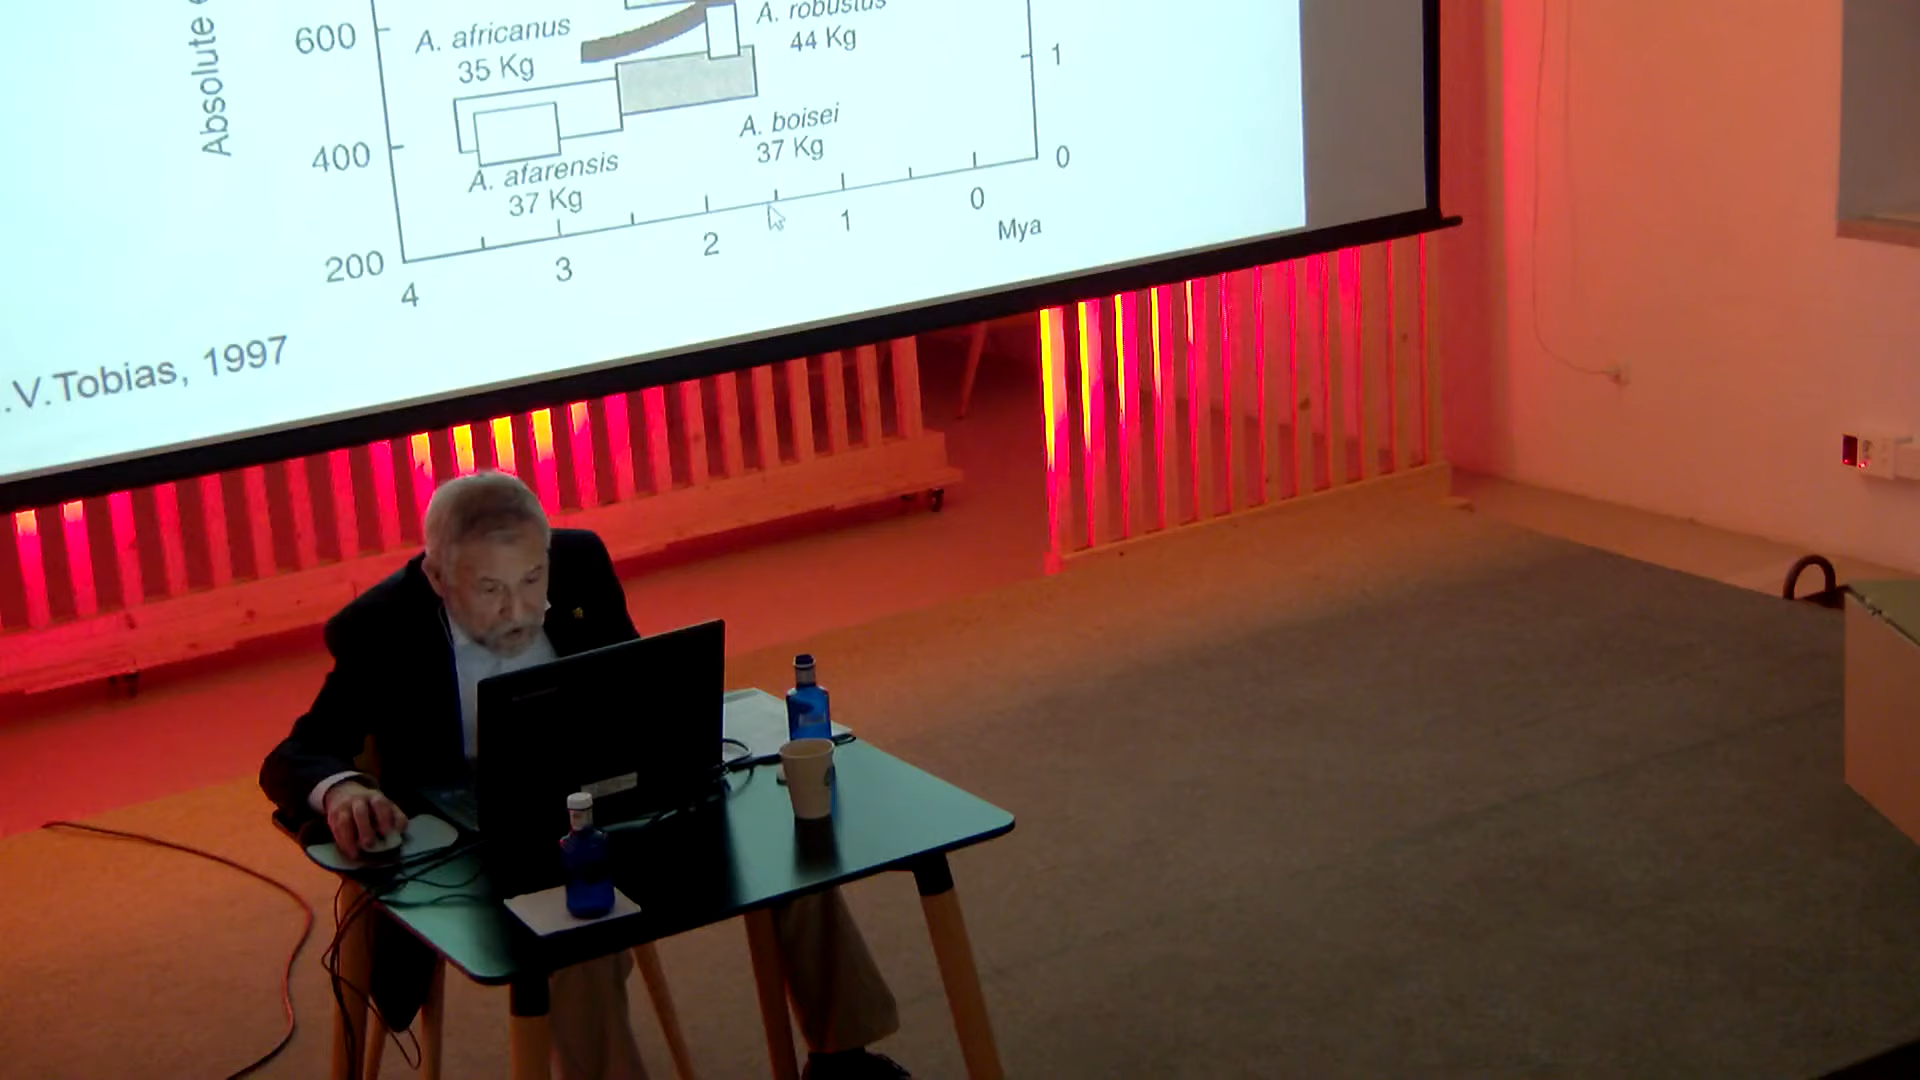 Absolute
600
400
200
A. africanus
35 Kg
A. robustus
44 Kg
A. boisei
37 Kg
A. afarensis
37 Kg
1
0
4
3
2
1
0
Mya
.V.Tobias, 1997